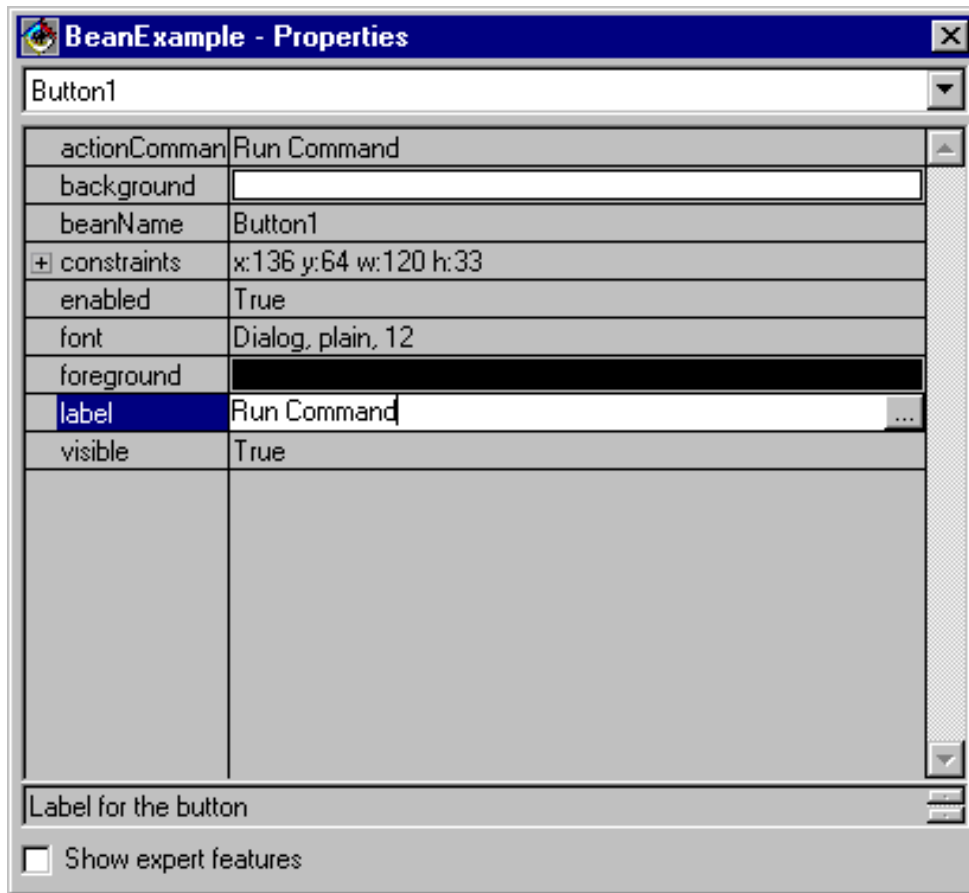 BeanExample - Properties
Button1
actionComman Run Command
background
beanName Button1
constraints x:136 y:64 w:120 h:33
enabled True
font Dialog, plain, 12
foreground
label Run Command ...
visible True
Label for the button
Show expert features